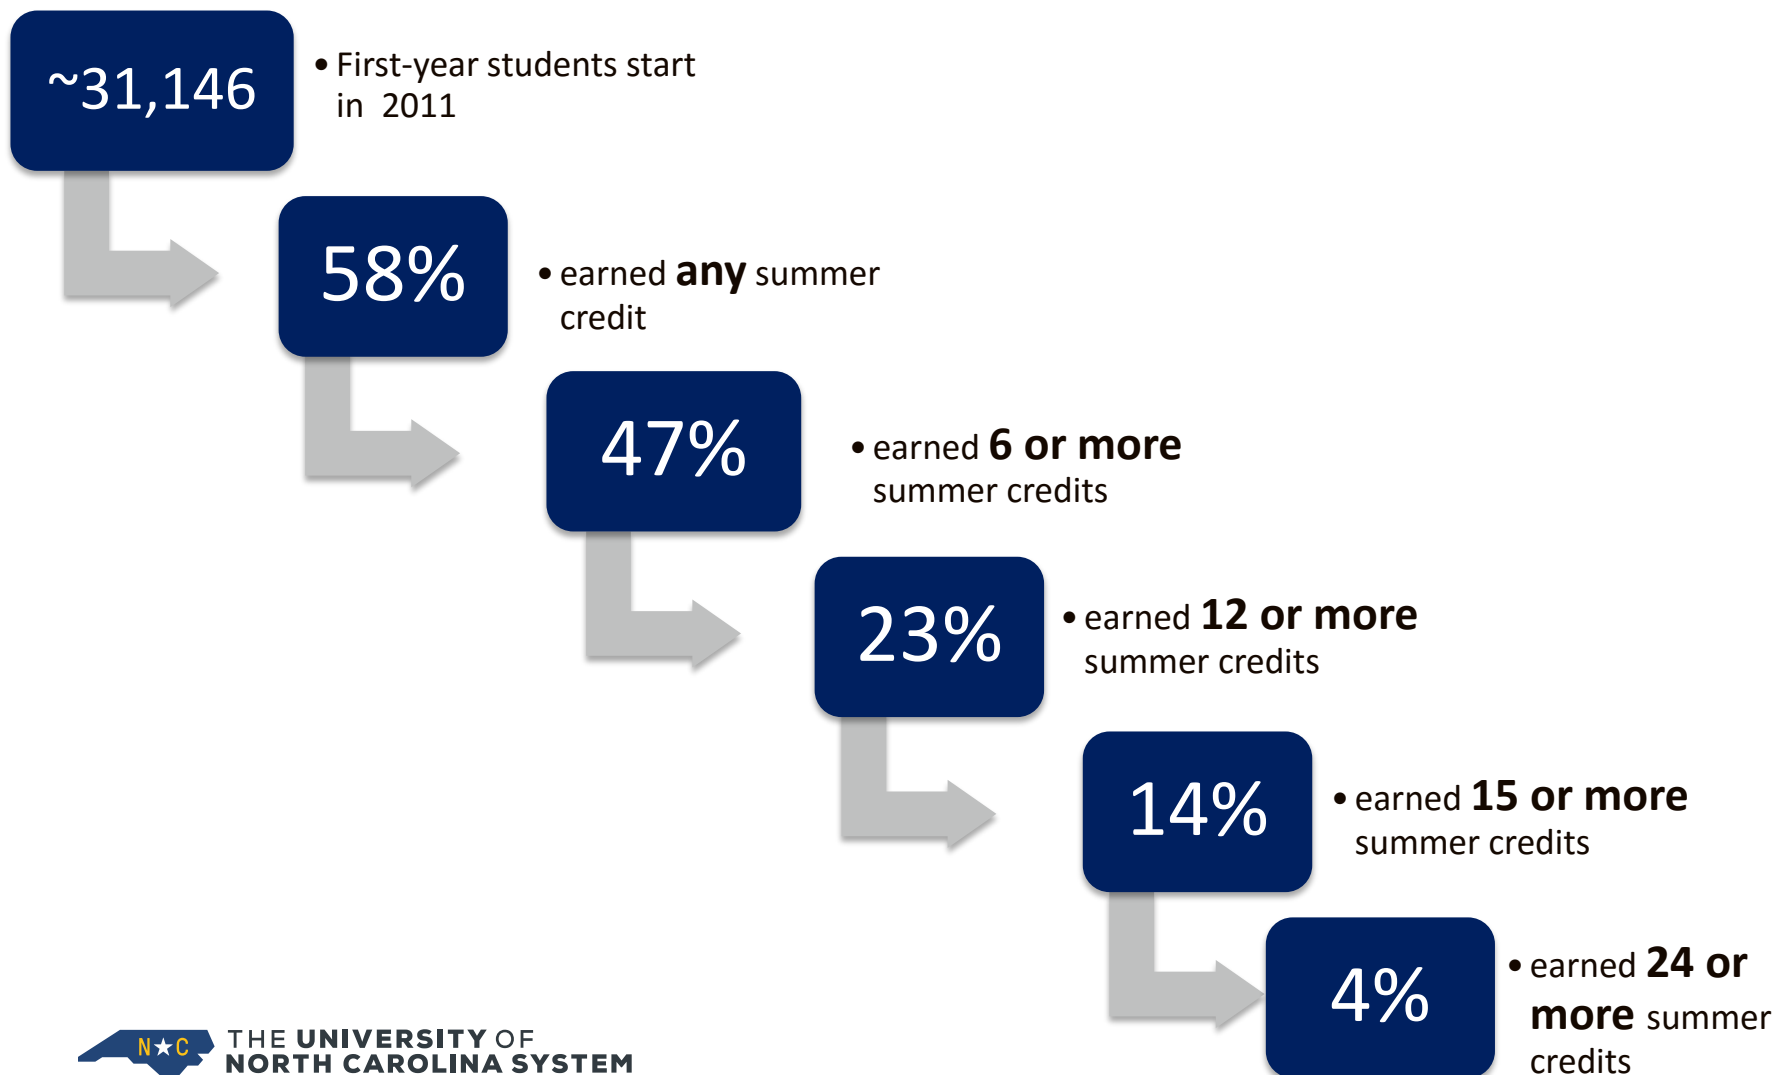 ~31,146
• First-year students start
in 2011
58%
• earned any summer
credit
47%
• earned 6 or more
summer credits
23%
• earned 12 or more
summer credits
14%
• earned 15 or more
summer credits
4%
• earned 24 or
more summer
credits
N★C
THE UNIVERSITY OF
NORTH CAROLINA SYSTEM